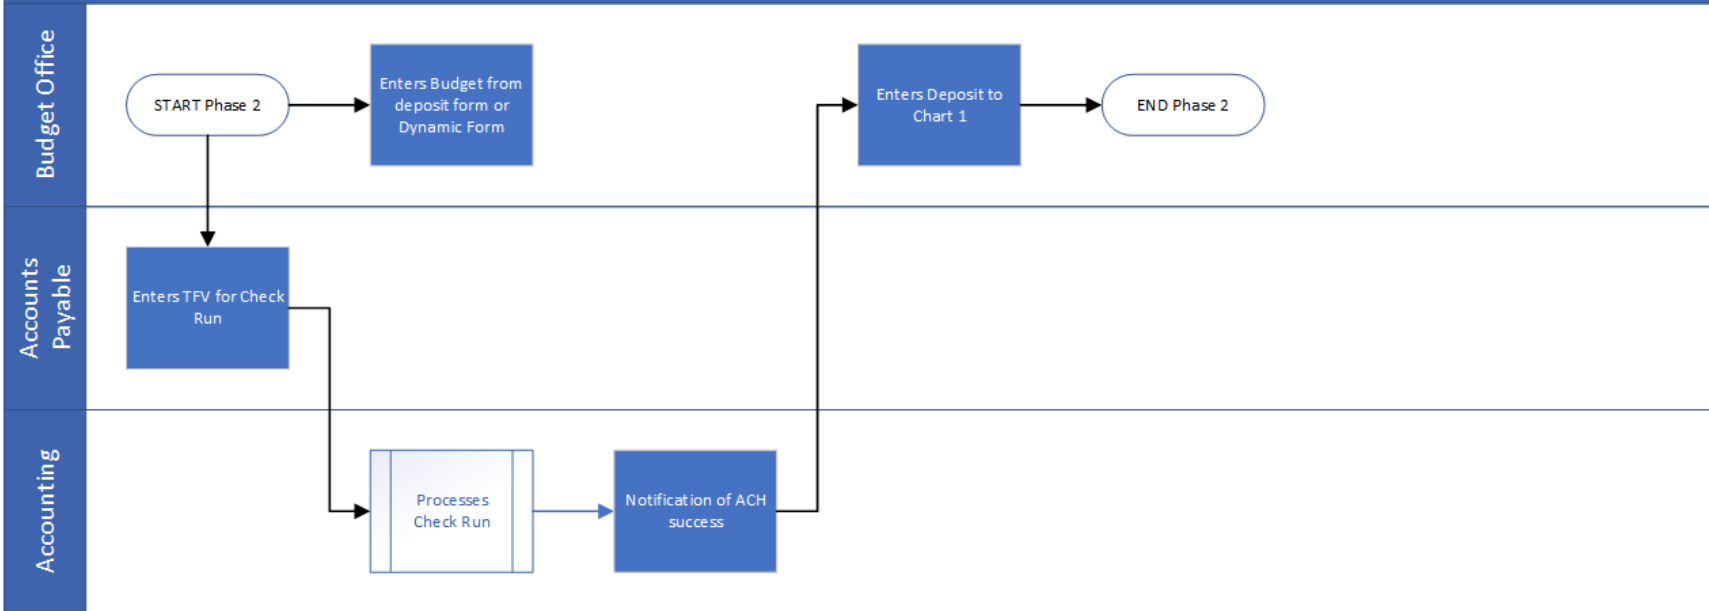 Budget Office
START Phase 2
Enters Budget from
deposit form or
Dynamic Form
Enters Deposit to
Chart 1
END Phase 2
Accounts
Payable
Enters TFV for Check
Run
Accounting
Processes
Check Run
Notification of ACH
success